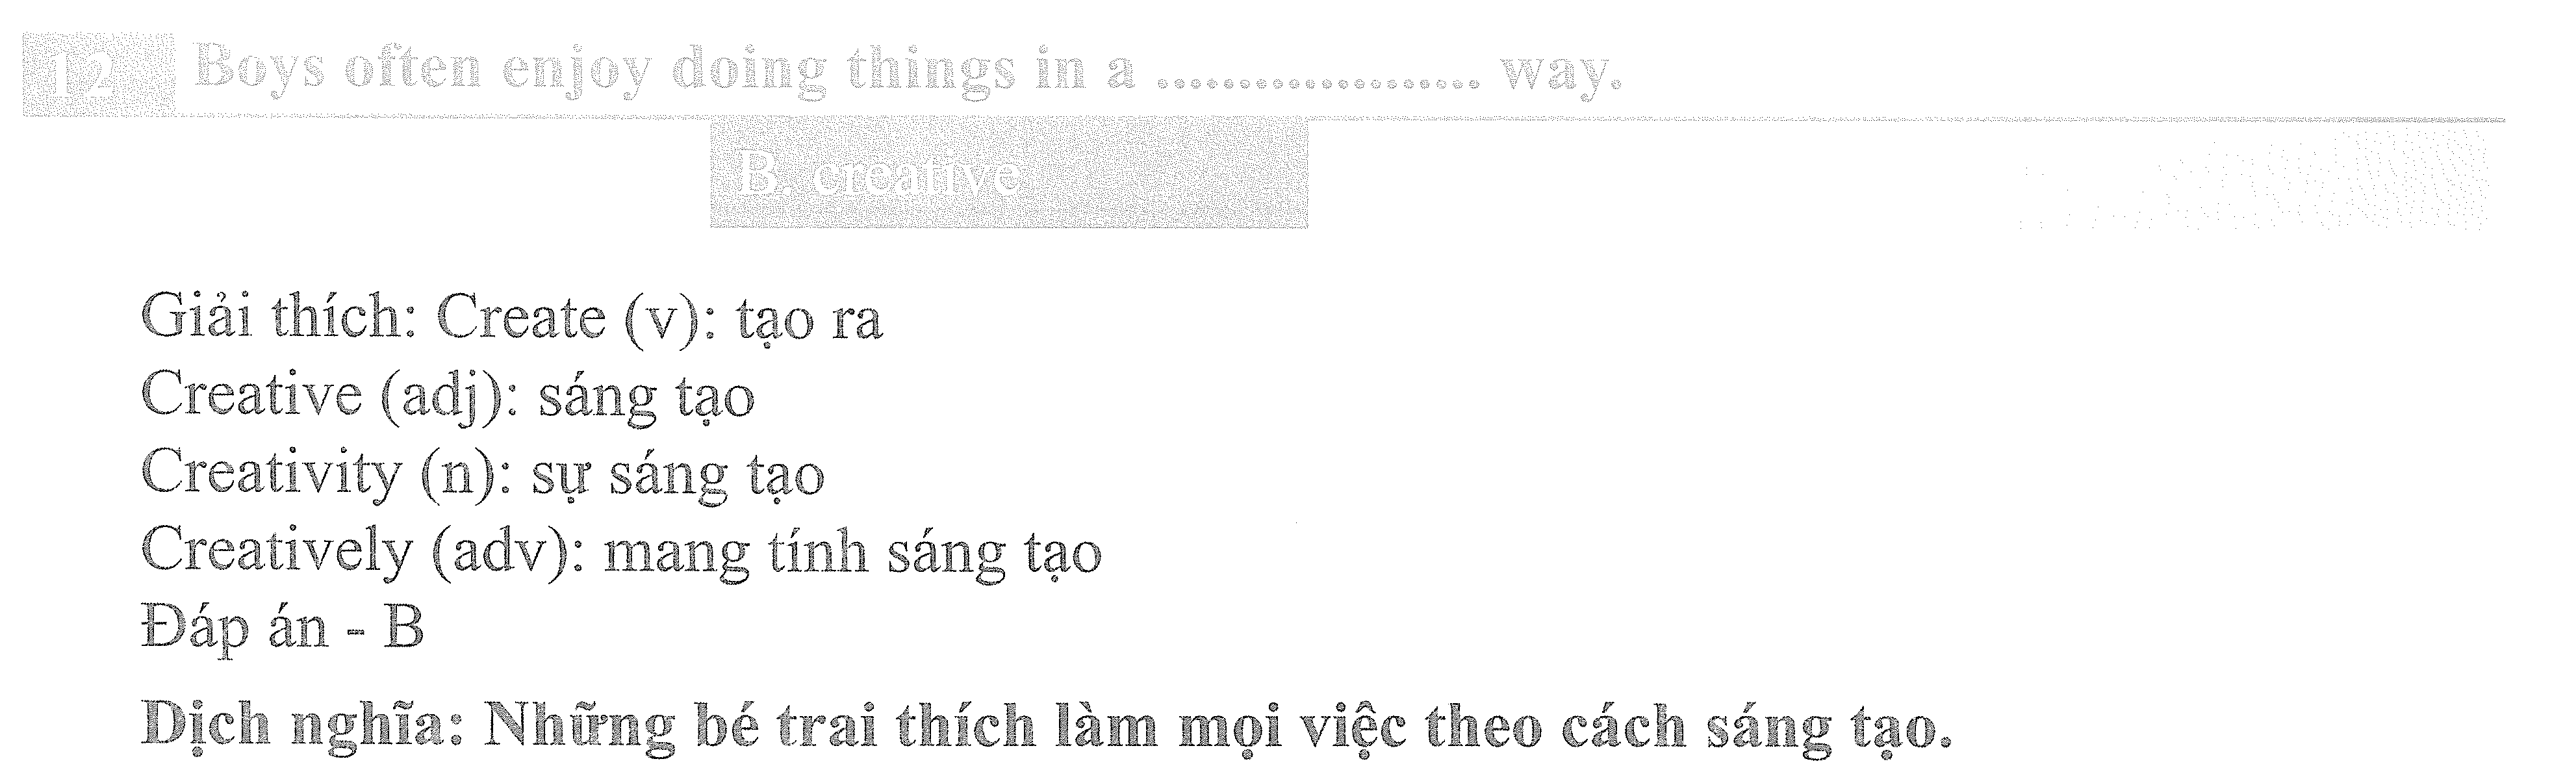 12 Boys often enjoy doing things in a .................... way.
B. creative
Giải thích: Create (v): tạo ra
Creative (adj): sáng tạo
Creativity (n): sự sáng tạo
Creatively (adv): mang tính sáng tạo
Đáp án - B
Dịch nghĩa: Những bé trai thích làm mọi việc theo cách sáng tạo.